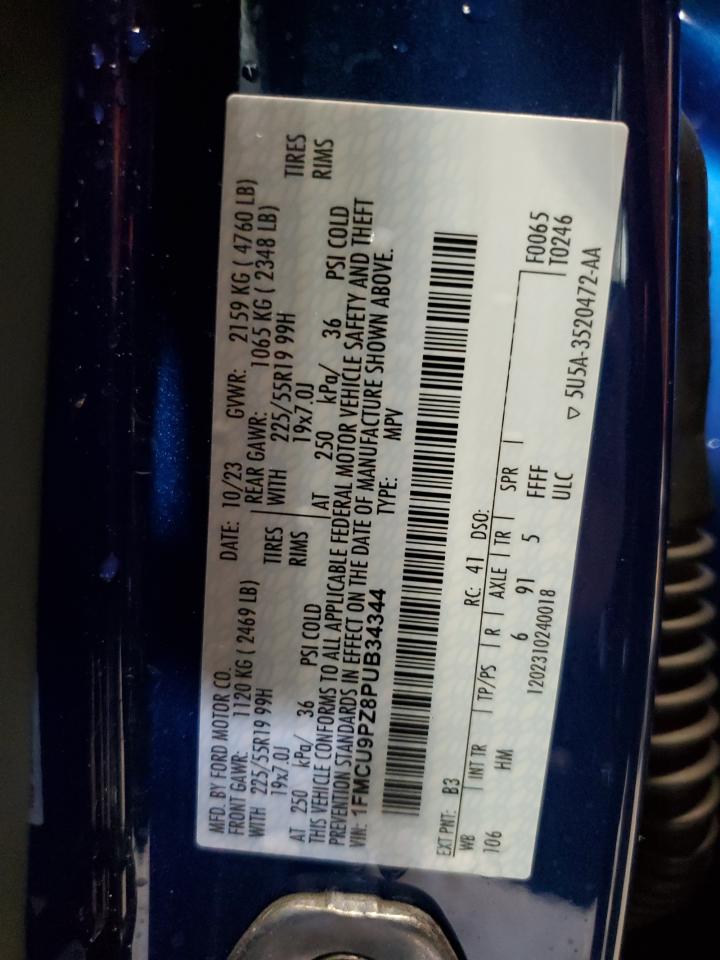 MFD. BY FORD MOTOR CO.
DATE: 10/23 GVWR: 2159 KG ( 4760 LB)
FRONT GAWR: 1120 KG ( 2469 LB)
REAR GAWR: 1065 KG ( 2348 LB)
WITH 225/55R19 99H TIRES
WITH 225/55R19 99H TIRES
19x7.0J RIMS
19x7.0J RIMS
AT 250 kPa/ 36 PSI COLD
AT 250 kPa/ 36 PSI COLD
THIS VEHICLE CONFORMS TO ALL APPLICABLE FEDERAL MOTOR VEHICLE SAFETY AND THEFT
PREVENTION STANDARDS IN EFFECT ON THE DATE OF MANUFACTURE SHOWN ABOVE.
VIN: 1FMCU9PZ8PUB34344 TYPE: MPV
EXT PNT: B3 RC: 41 DSO:
WB INT TR TP/PS R AXLE TR SPR
106 HM 6 91 5 FFFF
F0065
T0246
1202310240018 ULC
▽ 5U5A-3520472-AA